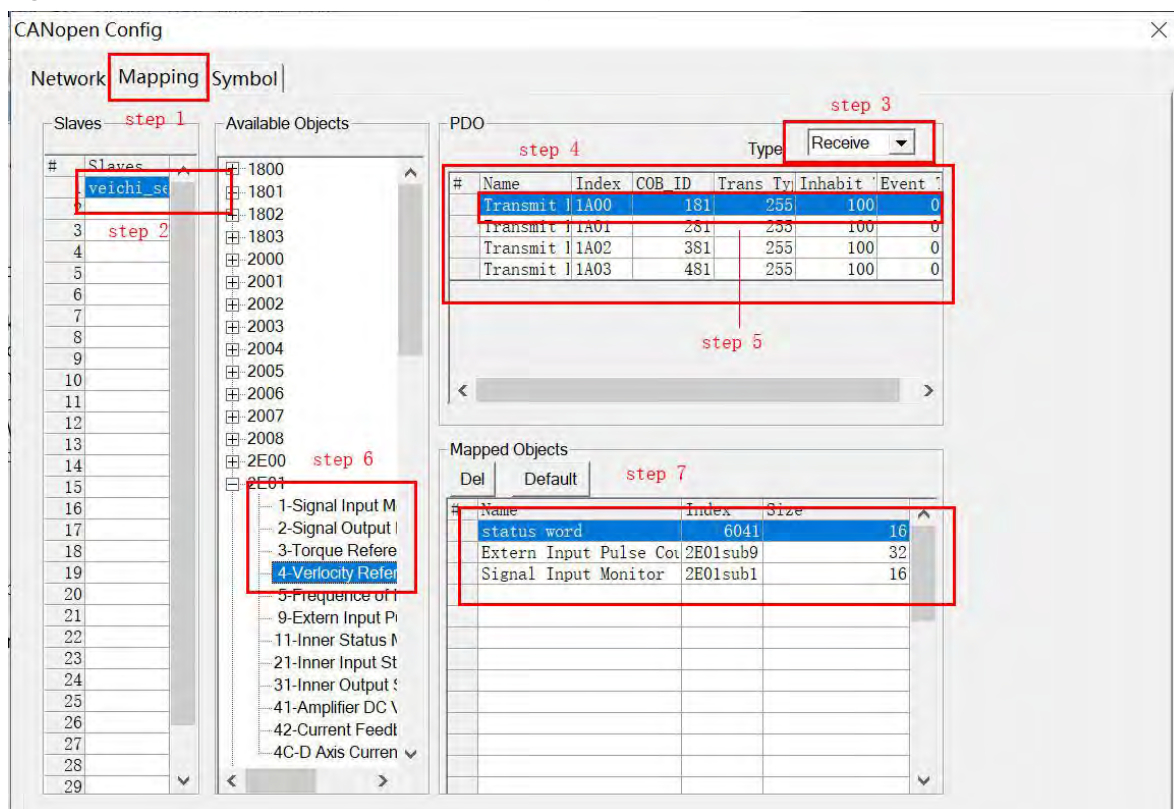 CANopen Config
Network Mapping Symbol
step 1
Slaves
# Slaves
1 veichi_se
2
step 2
3
4
5
6
7
8
9
10
11
12
13
14
15
16
17
18
19
20
21
22
23
24
25
26
27
28
29
Available Objects
1800
1801
1802
1803
2000
2001
2002
2003
2004
2005
2006
2007
2008
2E00
step 6
2E01
1-Signal Input M
2-Signal Output
3-Torque Refere
4-Verlocity Refer
5-Frequence of
9-Extern Input P
11-Inner Status M
21-Inner Input St
31-Inner Output
41-Amplifier DC V
42-Current Feedb
4C-D Axis Curren
PDO
step 3
step 4
Type Receive
# Name Index COB_ID Trans Ty Inhabit Event
Transmit 1A00 181 255 100 0
Transmit 1A01 281 255 100 0
Transmit 1A02 381 255 100 0
Transmit 1A03 481 255 100 0
step 5
Mapped Objects
Del Default
step 7
# Name Index Size
status word 6041 16
Extern Input Pulse Cou 2E01sub9 32
Signal Input Monitor 2E01sub1 16